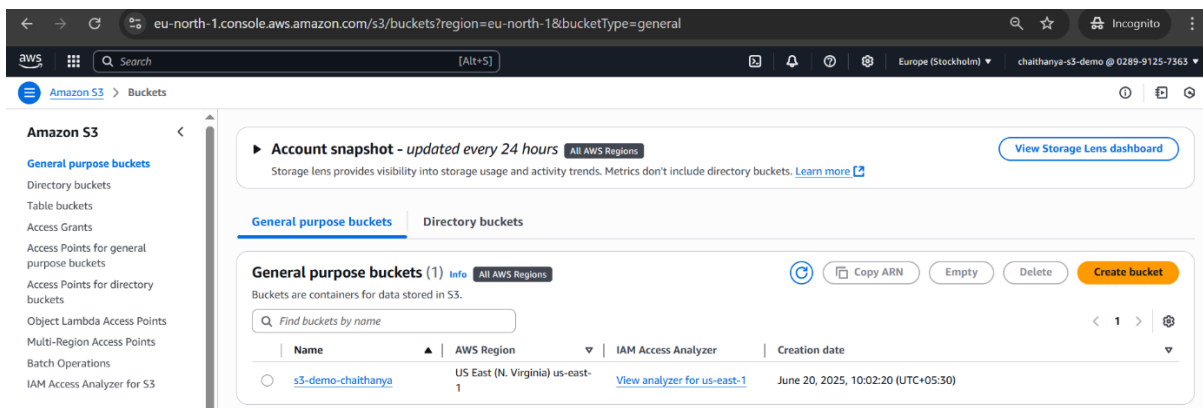 eu-north-1.console.aws.amazon.com/s3/buckets?region=eu-north-1&bucketType=general
Incognito
aws
Search
[Alt+S]
Europe (Stockholm) ▼
chaithanya-s3-demo @ 0289-9125-7363 ▼
Amazon S3 > Buckets
Amazon S3
General purpose buckets
Directory buckets
Table buckets
Access Grants
Access Points for general
purpose buckets
Access Points for directory
buckets
Object Lambda Access Points
Multi-Region Access Points
Batch Operations
IAM Access Analyzer for S3
Account snapshot - updated every 24 hours All AWS Regions
View Storage Lens dashboard
Storage lens provides visibility into storage usage and activity trends. Metrics don't include directory buckets. Learn more
General purpose buckets Directory buckets
General purpose buckets (1) Info All AWS Regions
Copy ARN Empty Delete Create bucket
Buckets are containers for data stored in S3.
Find buckets by name
< 1 >
Name AWS Region IAM Access Analyzer Creation date
s3-demo-chaithanya US East (N. Virginia) us-east-
1 View analyzer for us-east-1 June 20, 2025, 10:02:20 (UTC+05:30)